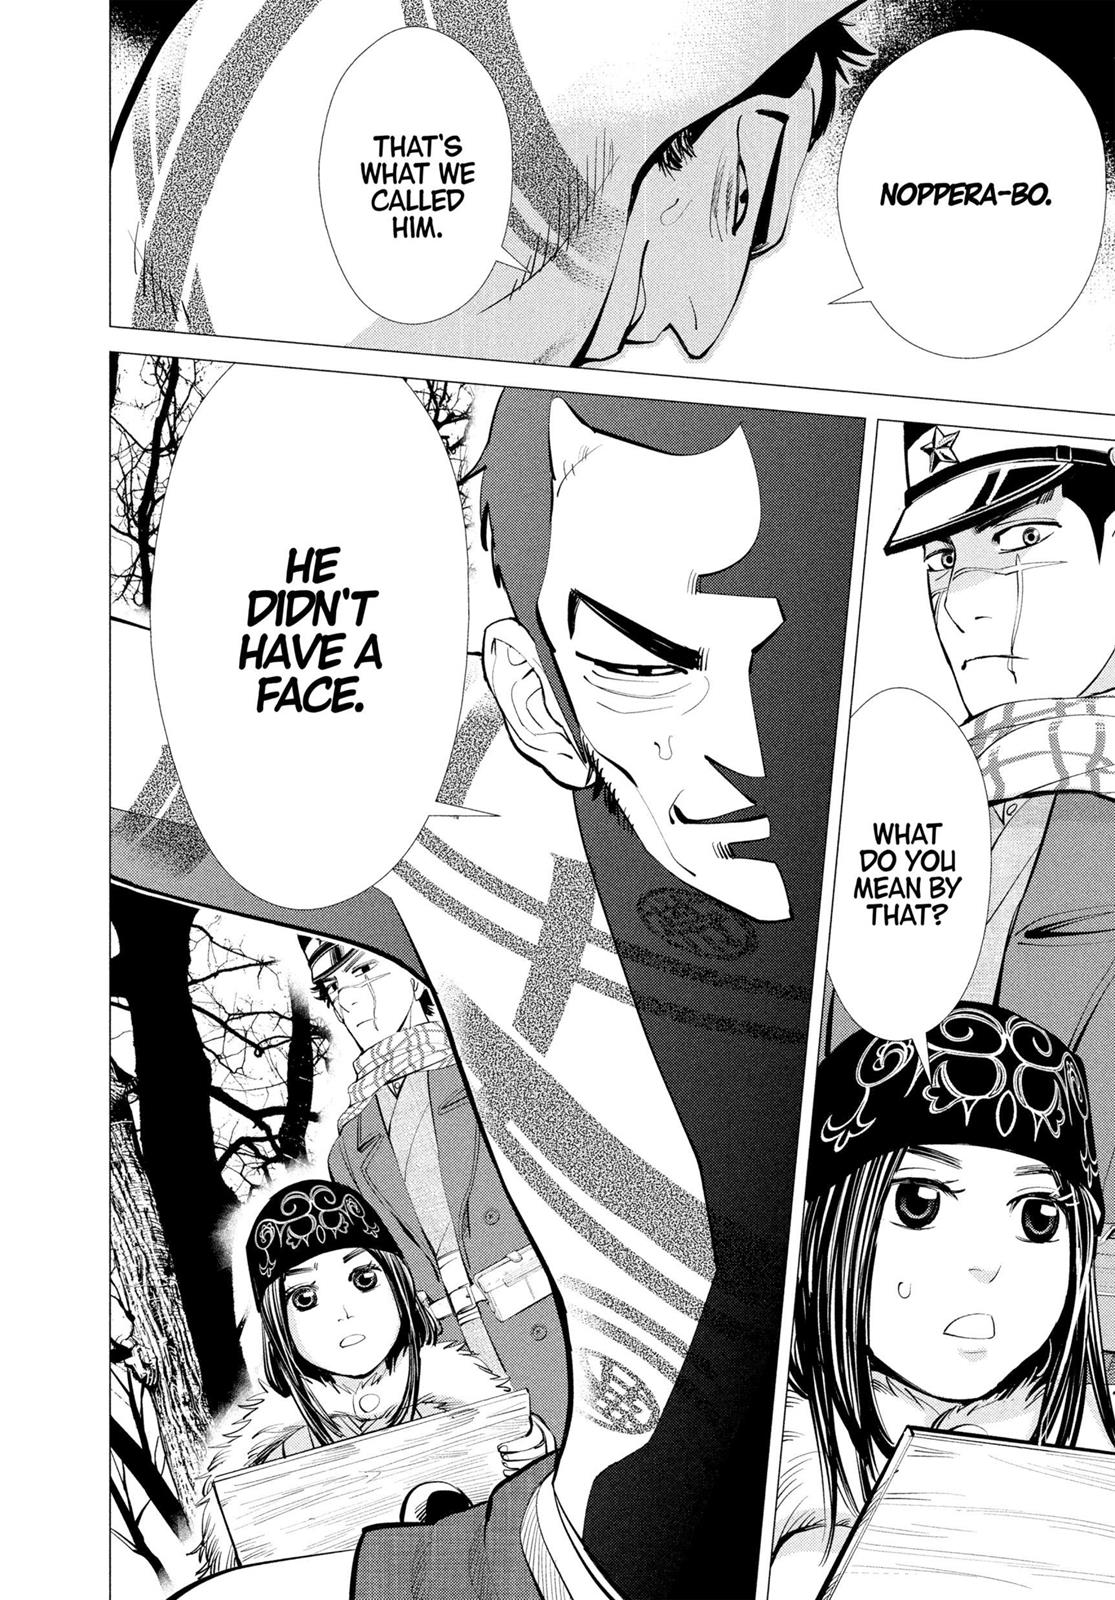 NOPPERA-BO.
THAT'S
WHAT WE
CALLED
HIM.
WHAT
DO YOU
MEAN BY
THAT?
HE
DIDN'T
HAVE A
FACE.